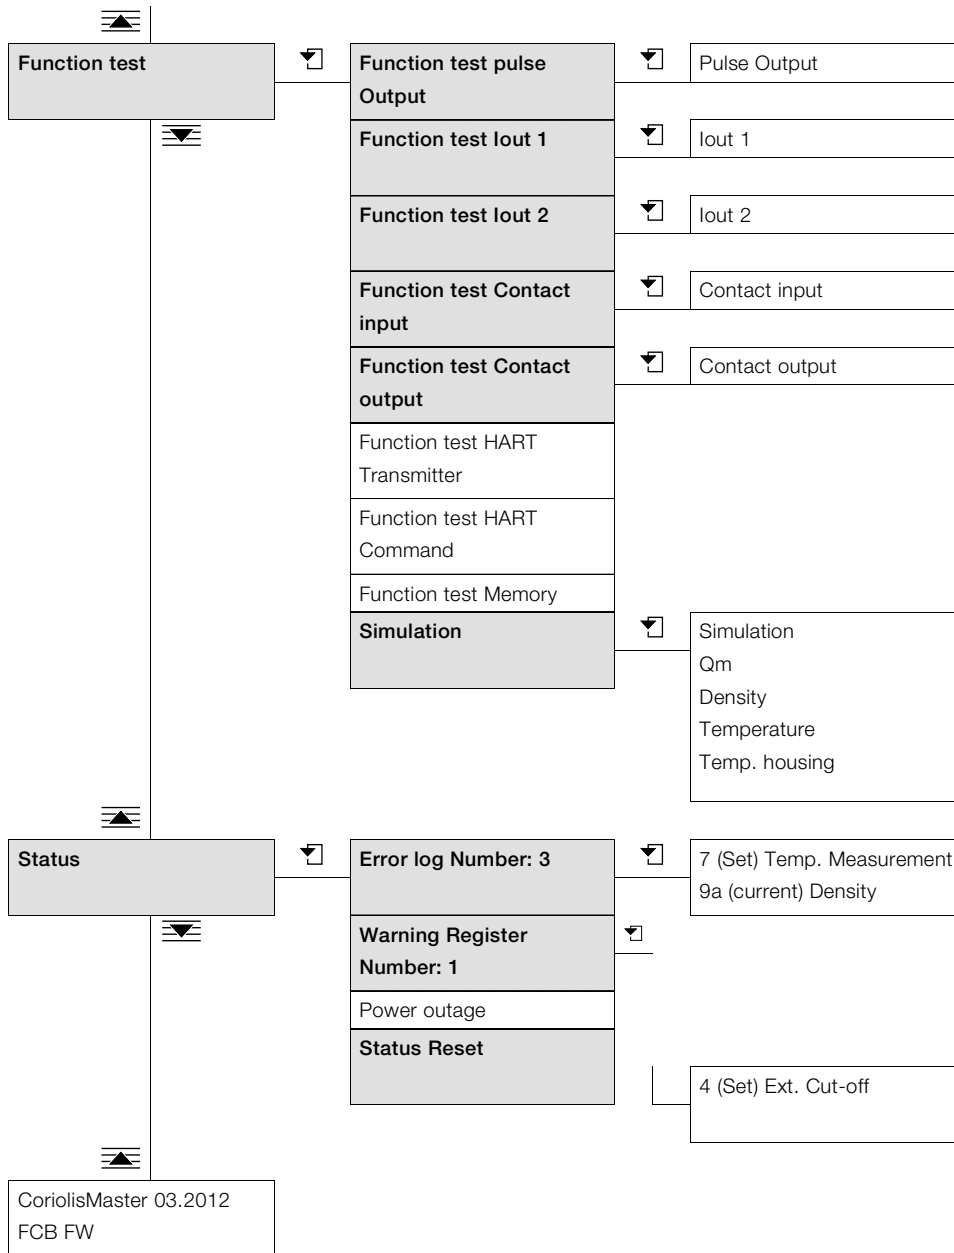 Function test
Function test pulse
Output
Pulse Output
Function test Iout 1
Iout 1
Function test Iout 2
Iout 2
Function test Contact
input
Contact input
Function test Contact
output
Contact output
Function test HART
Transmitter
Function test HART
Command
Function test Memory
Simulation
Simulation
Qm
Density
Temperature
Temp. housing
Status
Error log Number: 3
7 (Set) Temp. Measurement
9a (current) Density
Warning Register
Number: 1
Power outage
Status Reset
4 (Set) Ext. Cut-off
CoriolisMaster 03.2012
FCB FW